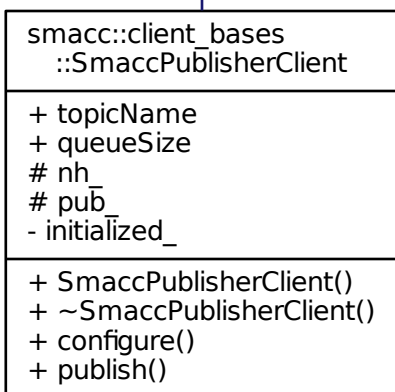 smacc::client_bases
::SmaccPublisherClient
+ topicName
+ queueSize
# nh_
# pub_
- initialized_
+ SmaccPublisherClient()
+ ~SmaccPublisherClient()
+ configure()
+ publish()